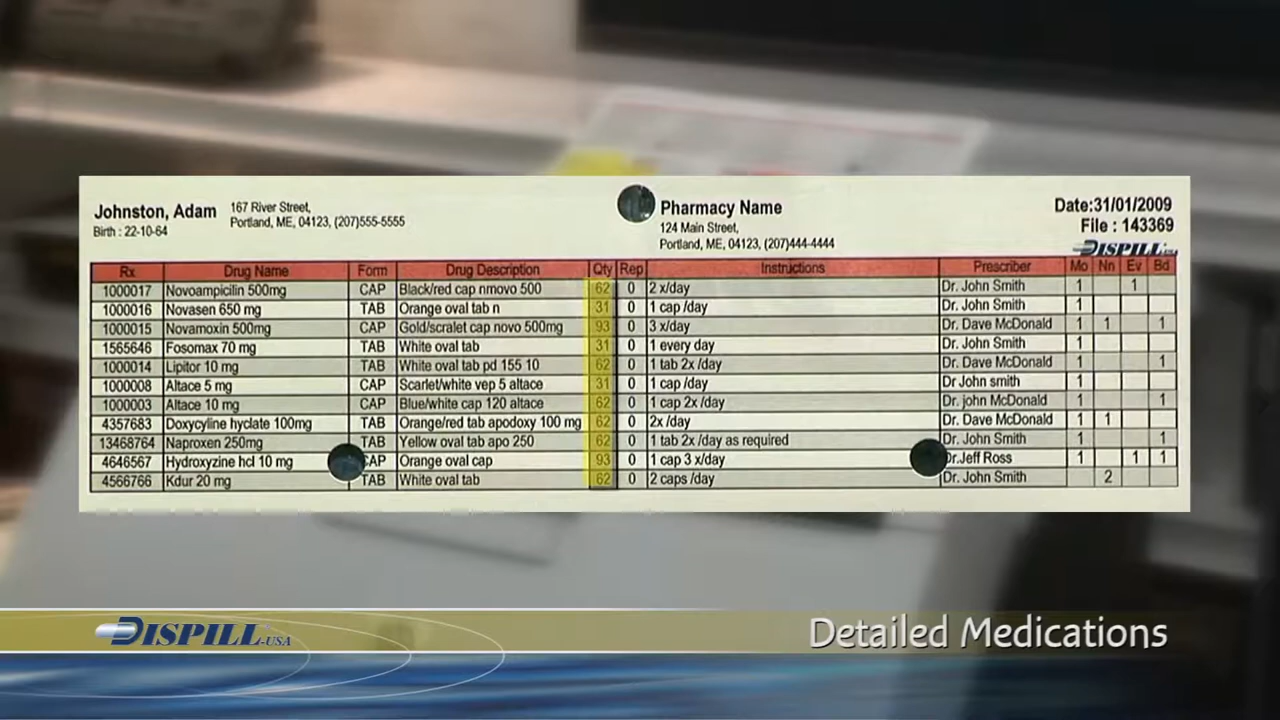 Johnston, Adam 167 River Street, Pharmacy Name Date:31/01/2009
Birth : 22-10-64 Portland, ME, 04123, (207)555-5555 124 Main Street, File : 143369
Portland, ME, 04123, (207)444-4444 DISPILL-USA
Rx Drug Name Form Drug Description Qty Rep Instructions Prescriber Mo Nn Ev Bd
1000017 Novoampicilin 500mg CAP Black/red cap nmovo 500 62 0 2 x/day Dr. John Smith 1 1
1000016 Novasen 650 mg TAB Orange oval tab n 31 0 1 cap /day Dr. John Smith 1
1000015 Novamoxin 500mg CAP Gold/scralet cap novo 500mg 93 0 3 x/day Dr. Dave McDonald 1 1 1
1565646 Fosomax 70 mg TAB White oval tab 31 0 1 every day Dr. John Smith 1
1000014 Lipitor 10 mg TAB White oval tab pd 155 10 62 0 1 tab 2x /day Dr. Dave McDonald 1 1
1000008 Altace 5 mg CAP Scarlet/white vep 5 altace 31 0 1 cap /day Dr John smith 1
1000003 Altace 10 mg CAP Blue/white cap 120 altace 62 0 1 cap 2x /day Dr. john McDonald 1 1
4357683 Doxycyline hyclate 100mg TAB Orange/red tab apodoxy 100 mg 62 0 2x /day Dr. Dave McDonald 1 1
13468764 Naproxen 250mg TAB Yellow oval tab apo 250 62 0 1 tab 2x /day as required Dr. John Smith 1
4646567 Hydroxyzine hcl 10 mg CAP Orange oval cap 93 0 1 cap 3 x/day Dr.Jeff Ross 1 1 1
4566766 Kdur 20 mg TAB White oval tab 62 0 2 caps /day Dr. John Smith 2
DISPILL-USA Detailed Medications